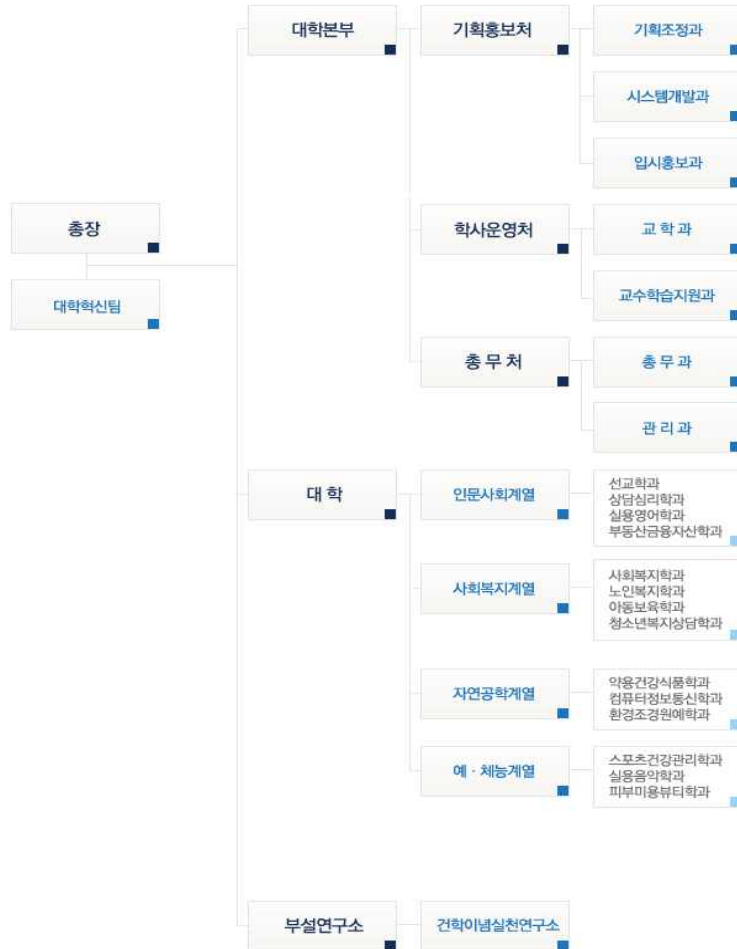 총장
대학혁신팀
대학본부
기획홍보처
기획조정과
시스템개발과
입시홍보과
학사운영처
교 학 과
교수학습지원과
총 무 처
총 무 과
관 리 과
대 학
인문사회계열
선교학과
상담심리학과
실용영어학과
부동산금융자산학과
사회복지계열
사회복지학과
노인복지학과
아동보육학과
청소년복지상담학과
자연공학계열
약용건강식품학과
컴퓨터정보통신학과
환경조경원예학과
예 · 체능계열
스포츠건강관리학과
실용음악학과
피부미용뷰티학과
부설연구소
건학이념실천연구소